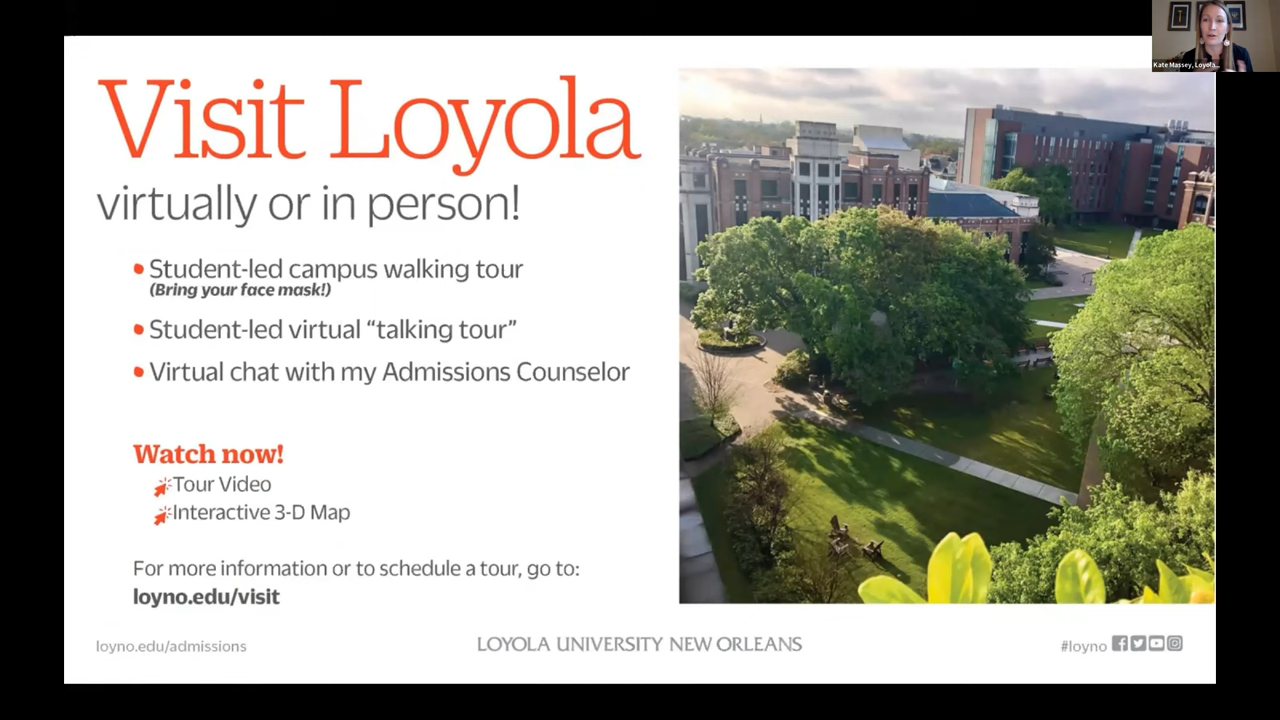 Kate Massey, Loyola...
Visit Loyola
virtually or in person!
• Student-led campus walking tour
(Bring your face mask!)
• Student-led virtual “talking tour”
• Virtual chat with my Admissions Counselor
Watch now!
Tour Video
Interactive 3-D Map
For more information or to schedule a tour, go to:
loyno.edu/visit
loyno.edu/admissions
LOYOLA UNIVERSITY NEW ORLEANS
#loyno